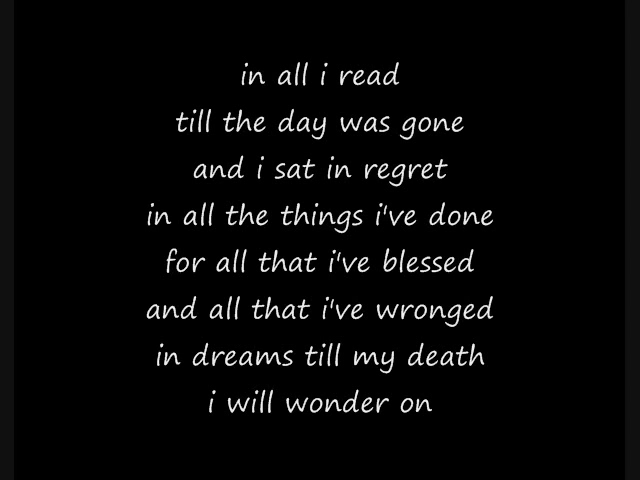 in all i read
till the day was gone
and i sat in regret
in all the things i've done
for all that i've blessed
and all that i've wronged
in dreams till my death
i will wonder on